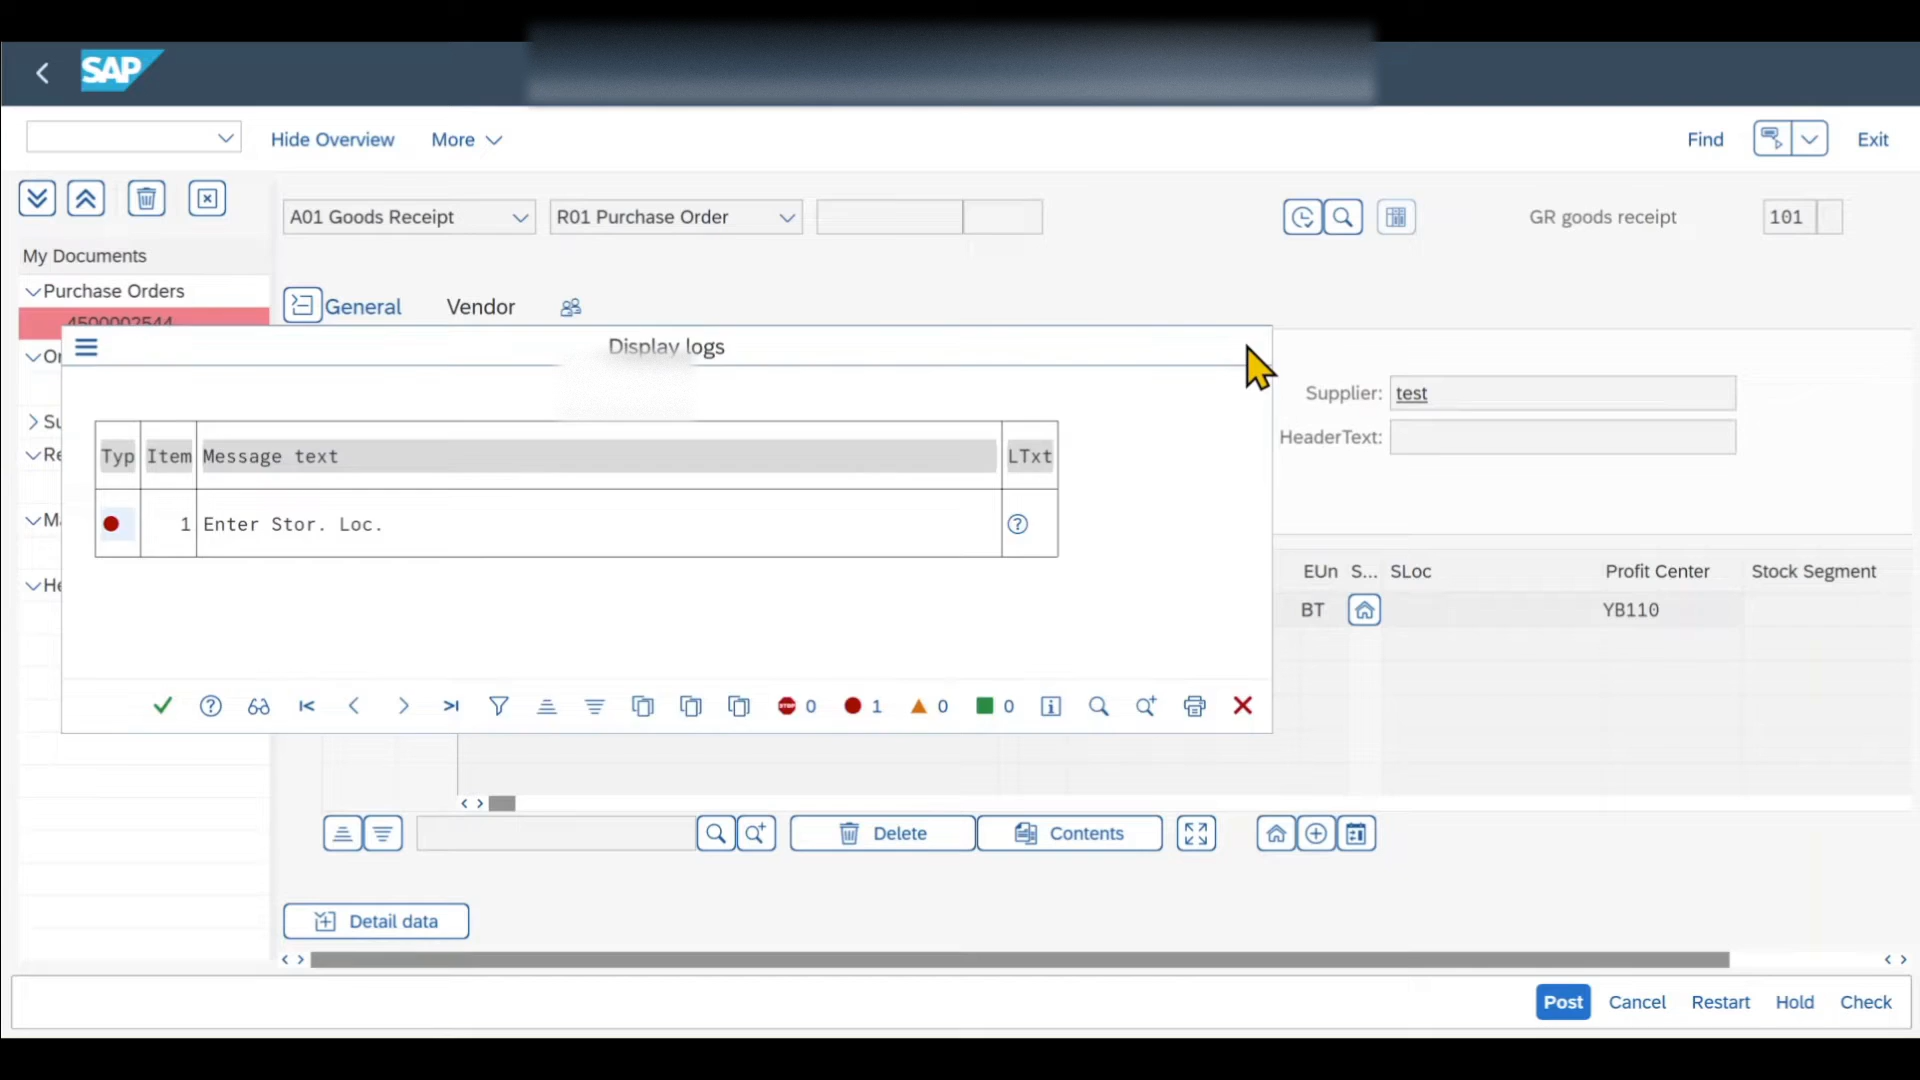 SAP
Hide Overview More Find Exit
A01 Goods Receipt R01 Purchase Order GR goods receipt 101
My Documents
Purchase Orders
General Vendor
4500002544
Display logs
Supplier: test
HeaderText:
Typ Item Message text LTxt
1 Enter Stor. Loc.
EUn S... SLoc Profit Center Stock Segment
BT YB110
STOP 0 1 0 0
Delete Contents
Detail data
Post Cancel Restart Hold Check